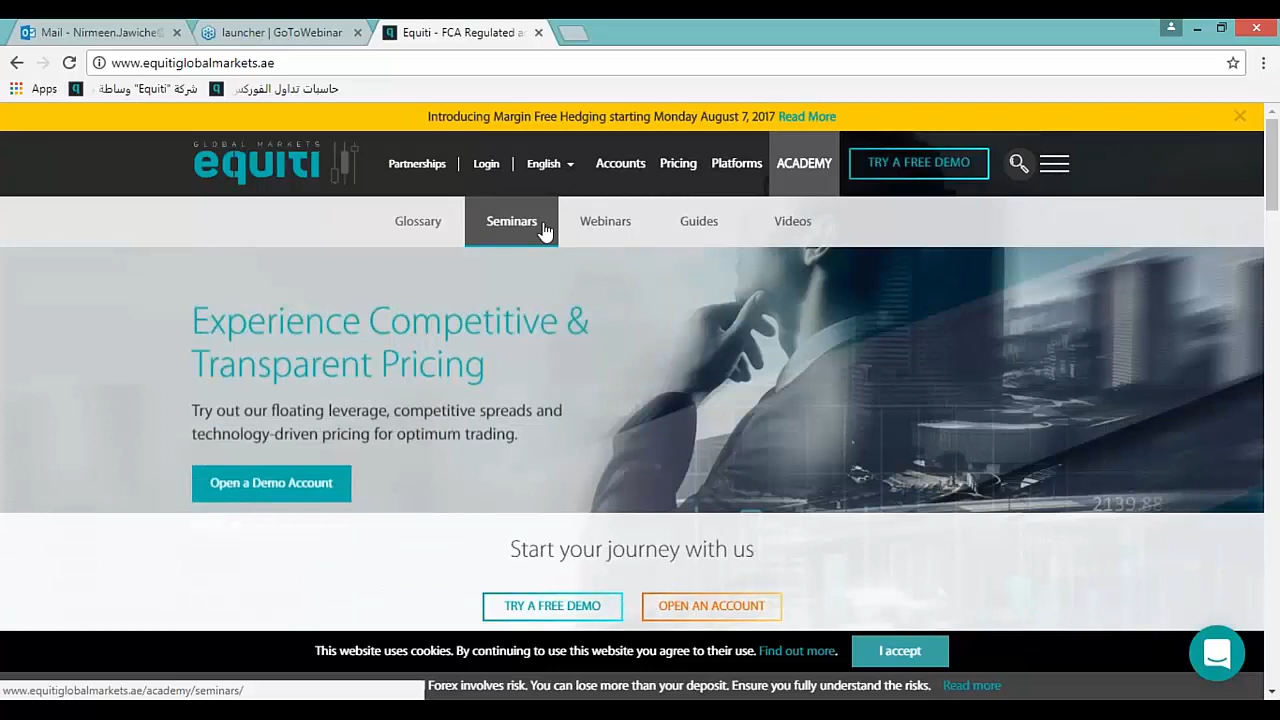 Mail - NirmeenJawiche
launcher | GoToWebinar
Equiti - FCA Regulated a
www.equitiglobalmarkets.ae
Apps
شركة "Equiti" وساطة
حاسبات تداول الفوركس
Introducing Margin Free Hedging starting Monday August 7, 2017 Read More
GLOBAL MARKETS
equiti
Partnerships | Login | English Accounts Pricing Platforms ACADEMY TRY A FREE DEMO
Glossary Seminars Webinars Guides Videos
Experience Competitive &
Transparent Pricing
Try out our floating leverage, competitive spreads and
technology-driven pricing for optimum trading.
Open a Demo Account
2139.88
Start your journey with us
TRY A FREE DEMO OPEN AN ACCOUNT
This website uses cookies. By continuing to use this website you agree to their use. Find out more. I accept
www.equitiglobalmarkets.ae/academy/seminars/
Forex involves risk. You can lose more than your deposit. Ensure you fully understand the risks. Read more